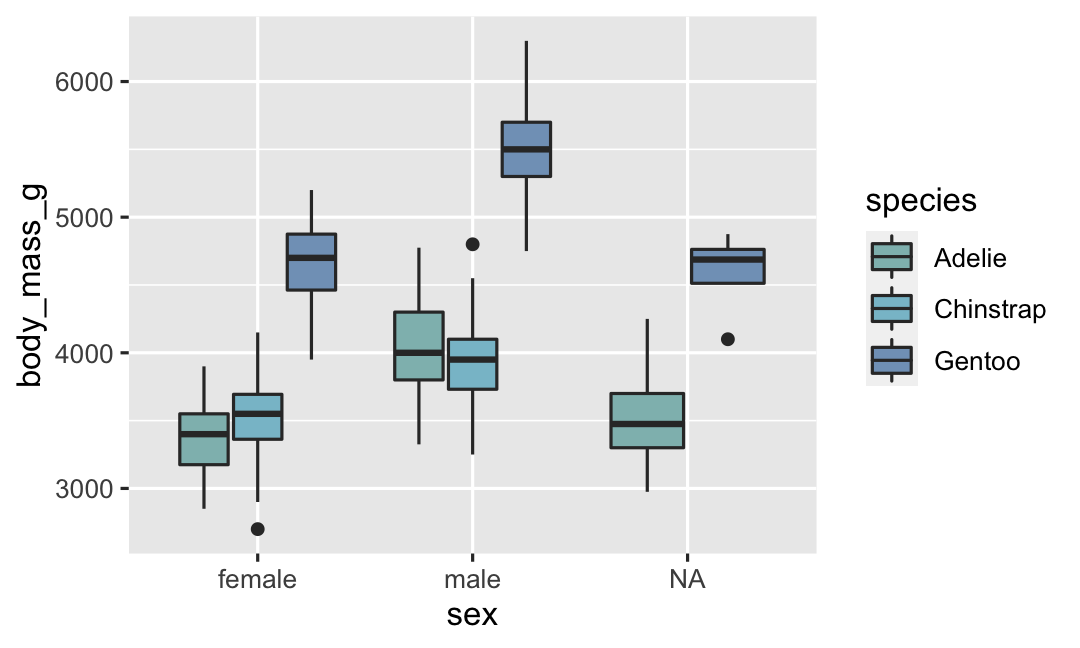 body_mass_g
6000
5000
4000
3000
female male NA
sex
species
Adelie
Chinstrap
Gentoo